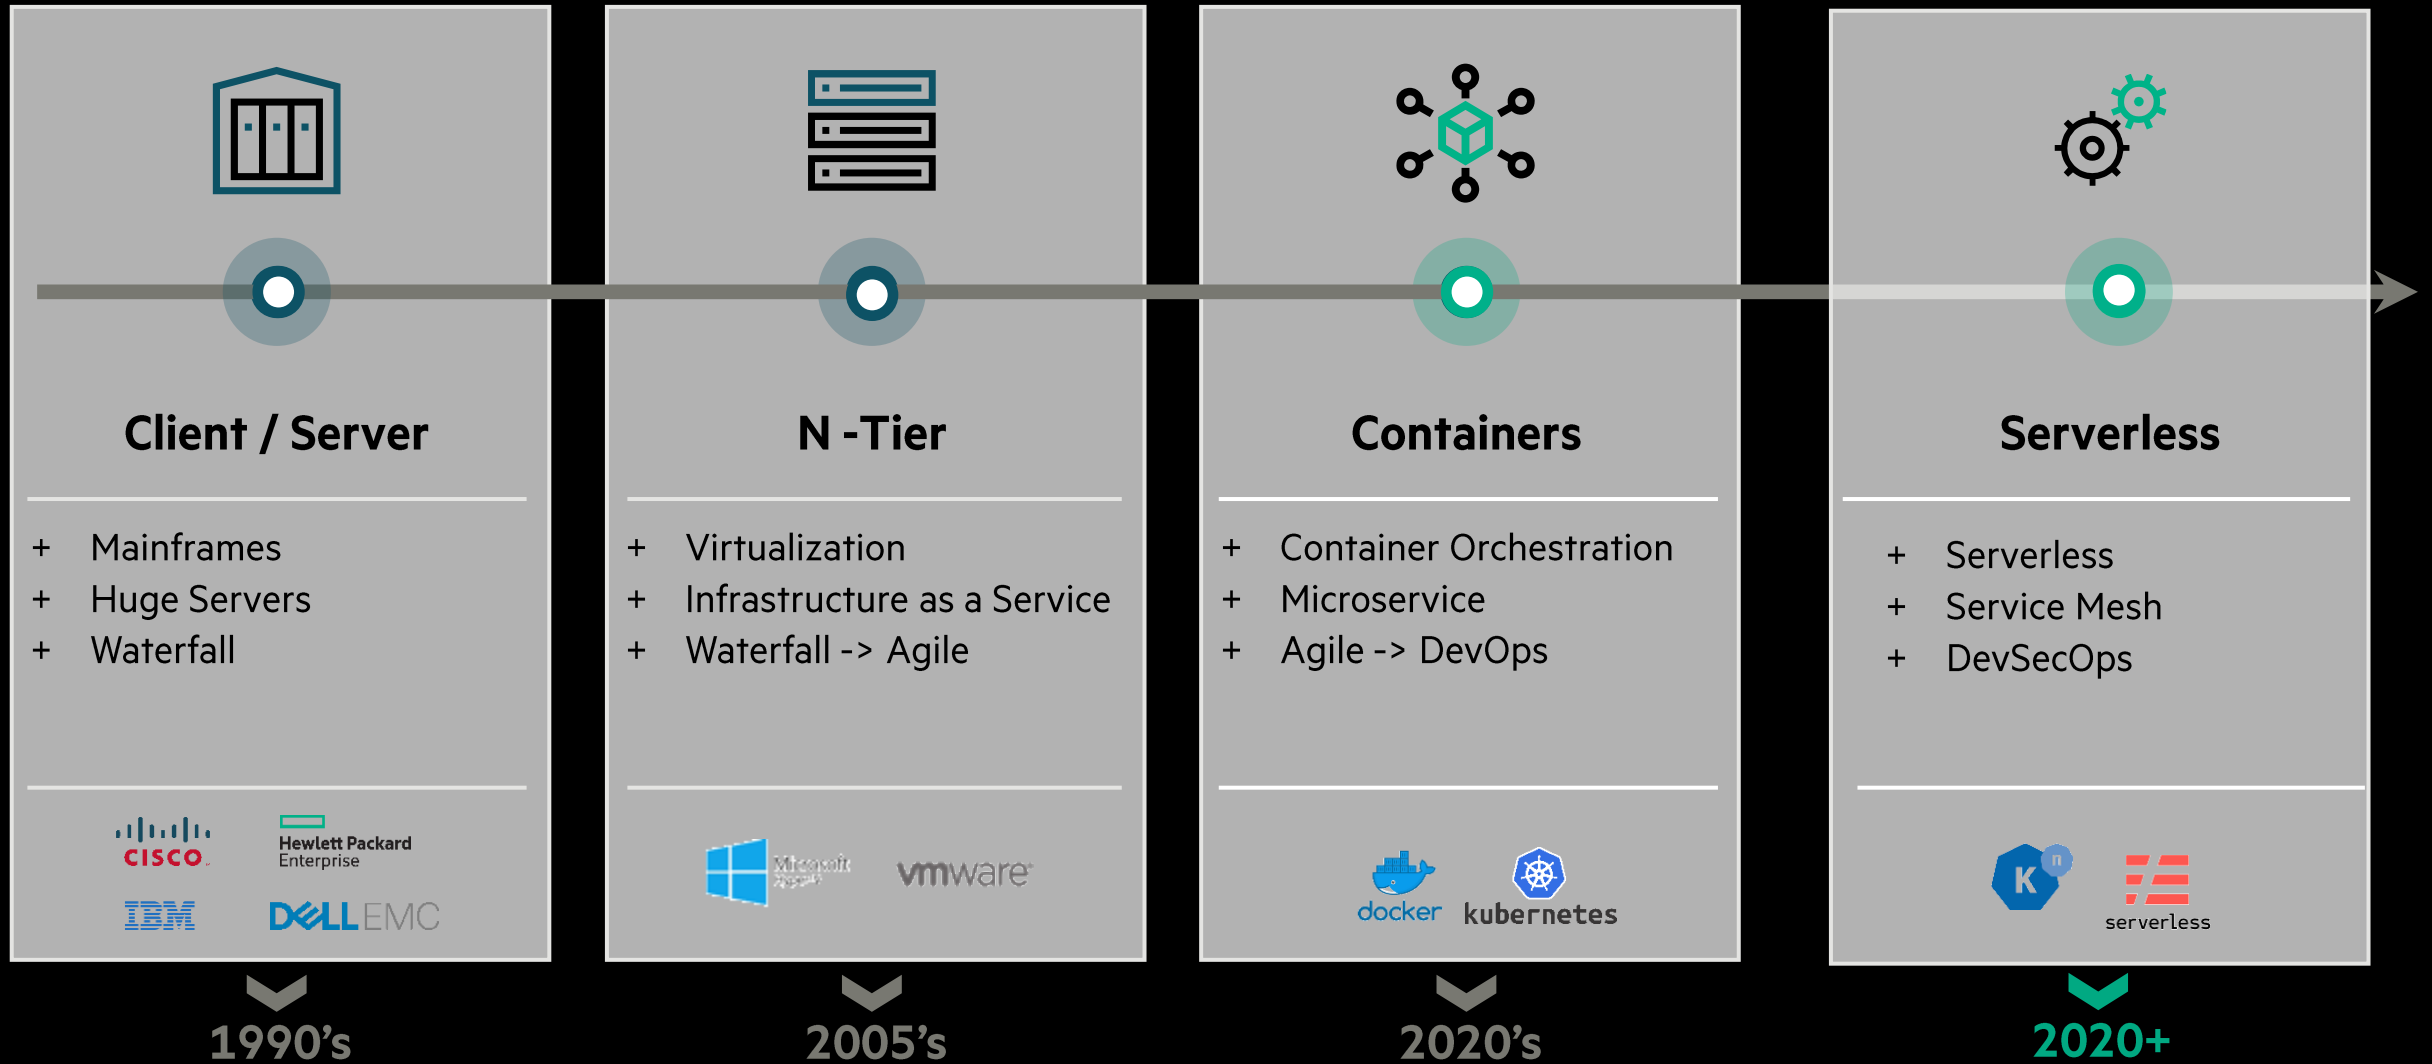 Client / Server
+ Mainframes
+ Huge Servers
+ Waterfall
CISCO
Hewlett Packard
Enterprise
IBM
DELL EMC
1990's
N -Tier
+ Virtualization
+ Infrastructure as a Service
+ Waterfall -> Agile
Microsoft
vmware
2005's
Containers
+ Container Orchestration
+ Microservice
+ Agile -> DevOps
docker
kubernetes
2020's
Serverless
+ Serverless
+ Service Mesh
+ DevSecOps
K n
serverless
2020+